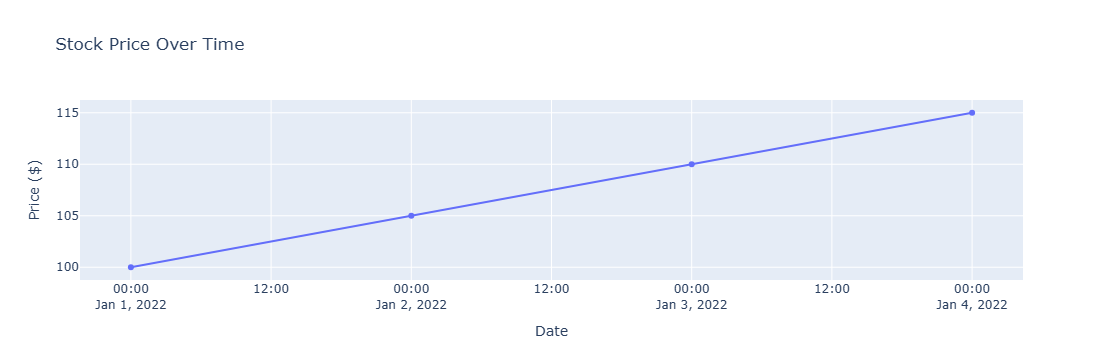 Stock Price Over Time
115
110
105
100
Price ($)
00:00 12:00 00:00 12:00 00:00 12:00 00:00
Jan 1, 2022 Jan 2, 2022 Jan 3, 2022 Jan 4, 2022
Date